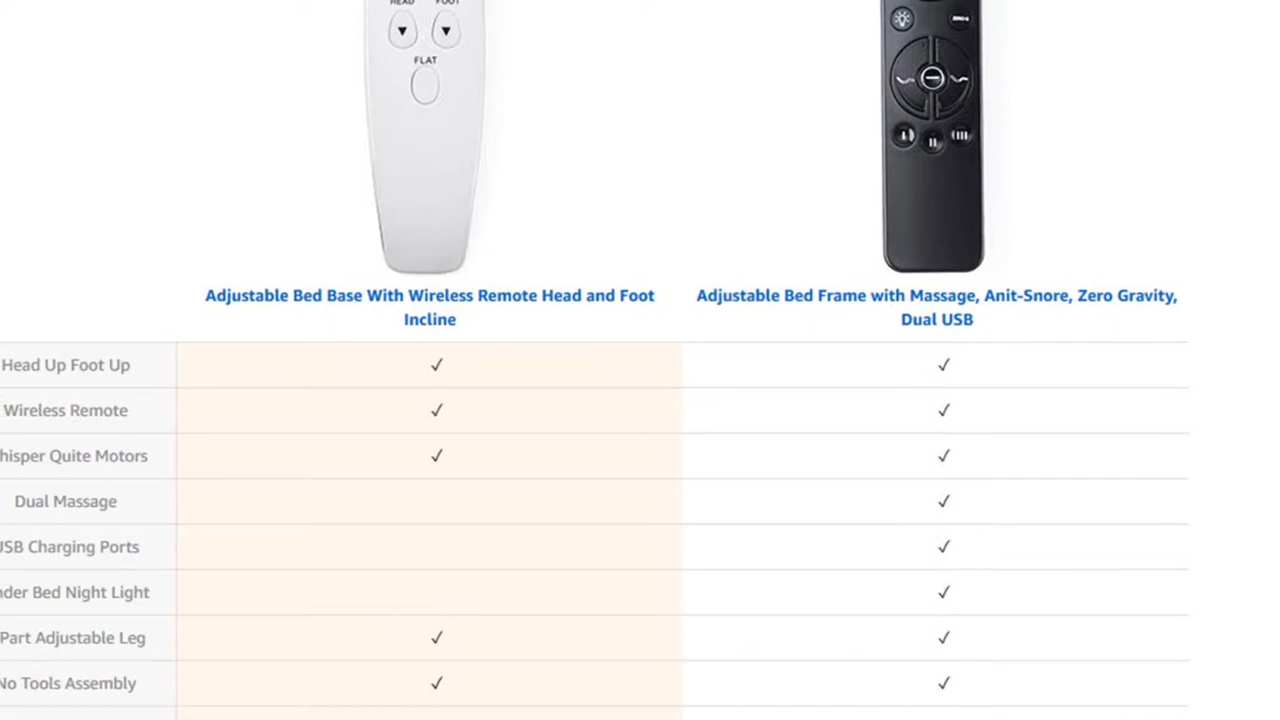 HEAD FOOT
FLAT
Adjustable Bed Base With Wireless Remote Head and Foot
Incline
Adjustable Bed Frame with Massage, Anit-Snore, Zero Gravity,
Dual USB
Head Up Foot Up ✓ ✓
Wireless Remote ✓ ✓
hisper Quite Motors ✓ ✓
Dual Massage ✓
USB Charging Ports ✓
nder Bed Night Light ✓
Part Adjustable Leg ✓ ✓
No Tools Assembly ✓ ✓